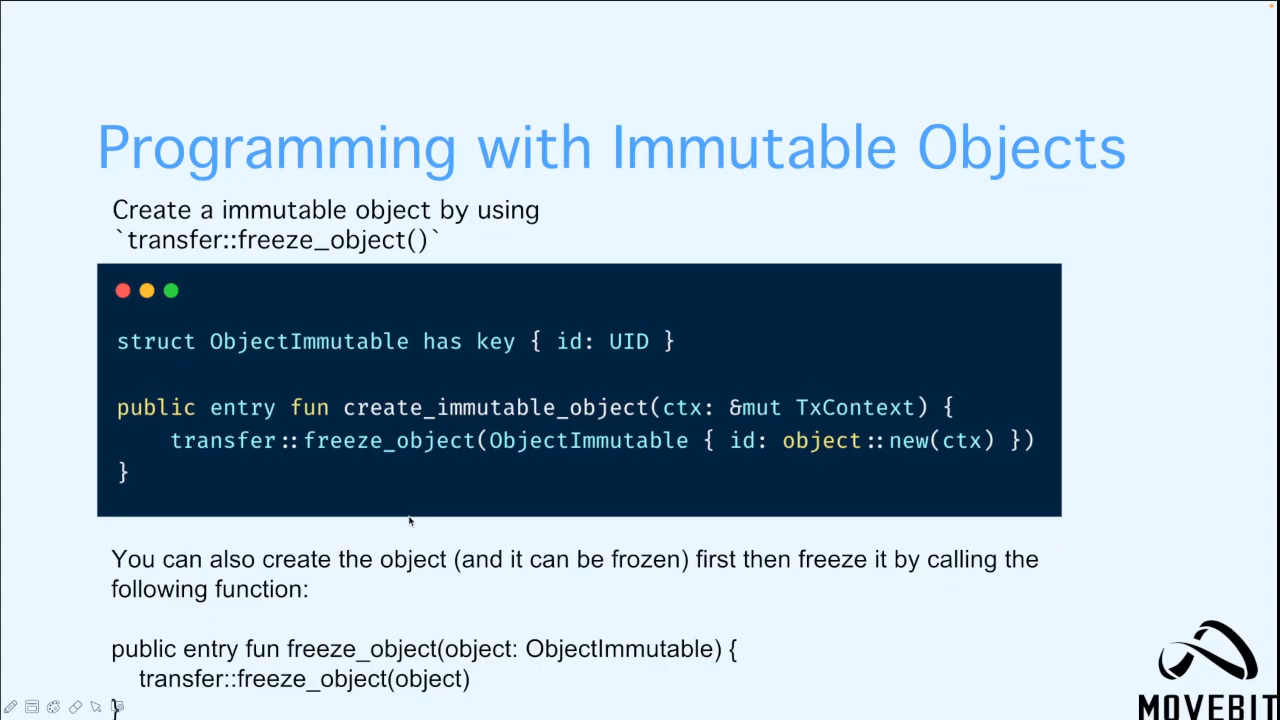 Programming with Immutable Objects
Create a immutable object by using
`transfer::freeze_object()`
struct ObjectImmutable has key { id: UID }
public entry fun create_immutable_object(ctx: &mut TxContext) {
transfer::freeze_object(ObjectImmutable { id: object::new(ctx) })
}
You can also create the object (and it can be frozen) first then freeze it by calling the
following function:
public entry fun freeze_object(object: ObjectImmutable) {
transfer::freeze_object(object)
}
MOVEBIT